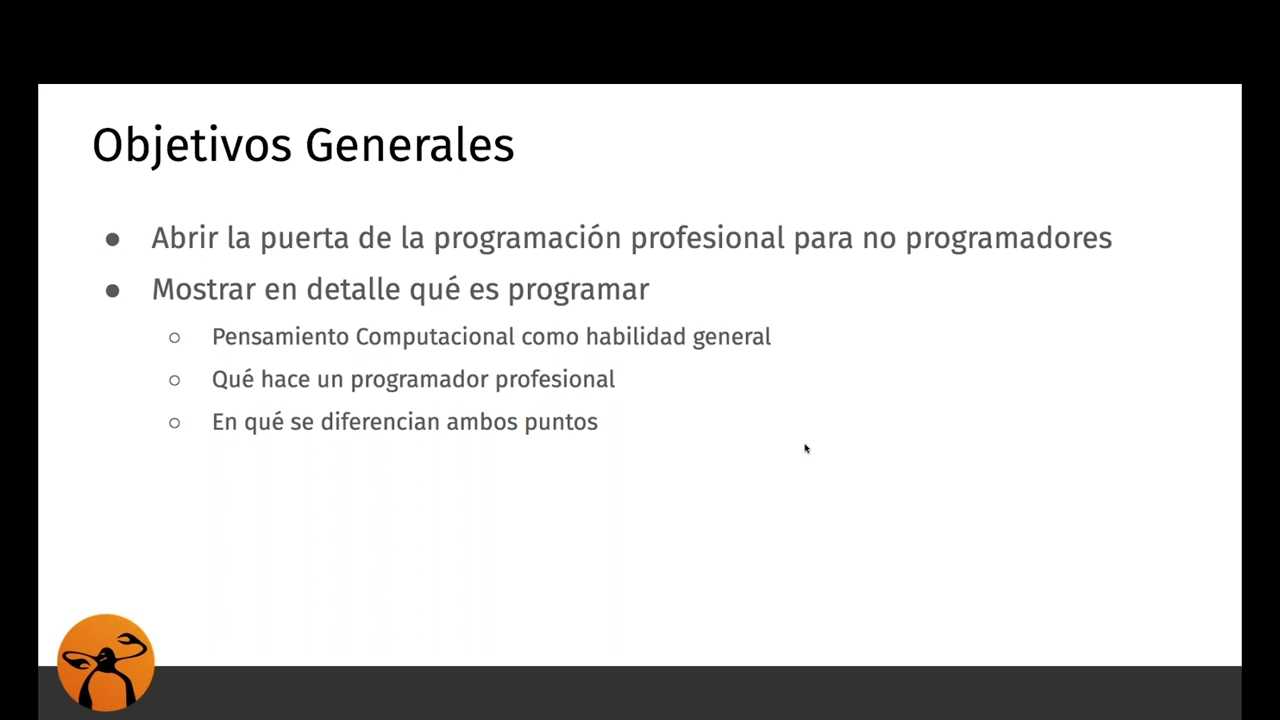 Objetivos Generales
● Abrir la puerta de la programación profesional para no programadores
● Mostrar en detalle qué es programar
○ Pensamiento Computacional como habilidad general
○ Qué hace un programador profesional
○ En qué se diferencian ambos puntos